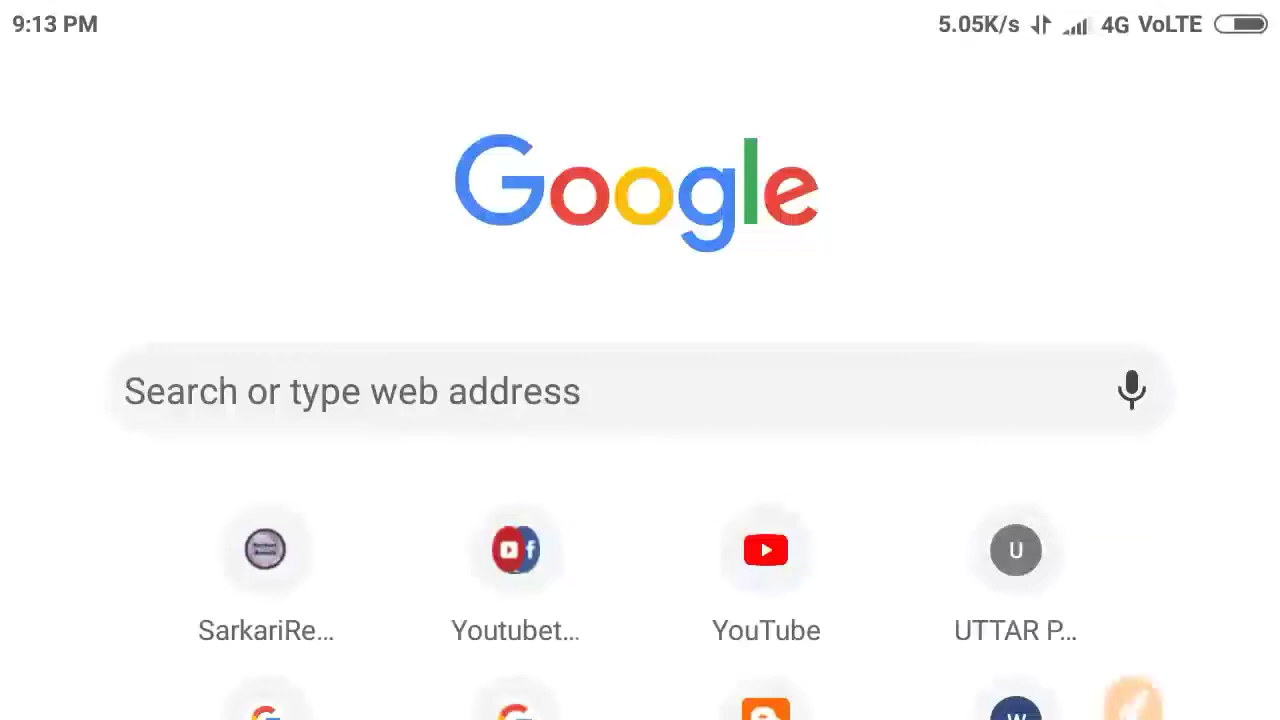 9:13 PM
5.05K/s 4G VoLTE
Google
Search or type web address
SarkariRe...
Youtubet...
YouTube
UTTAR P...
U
W